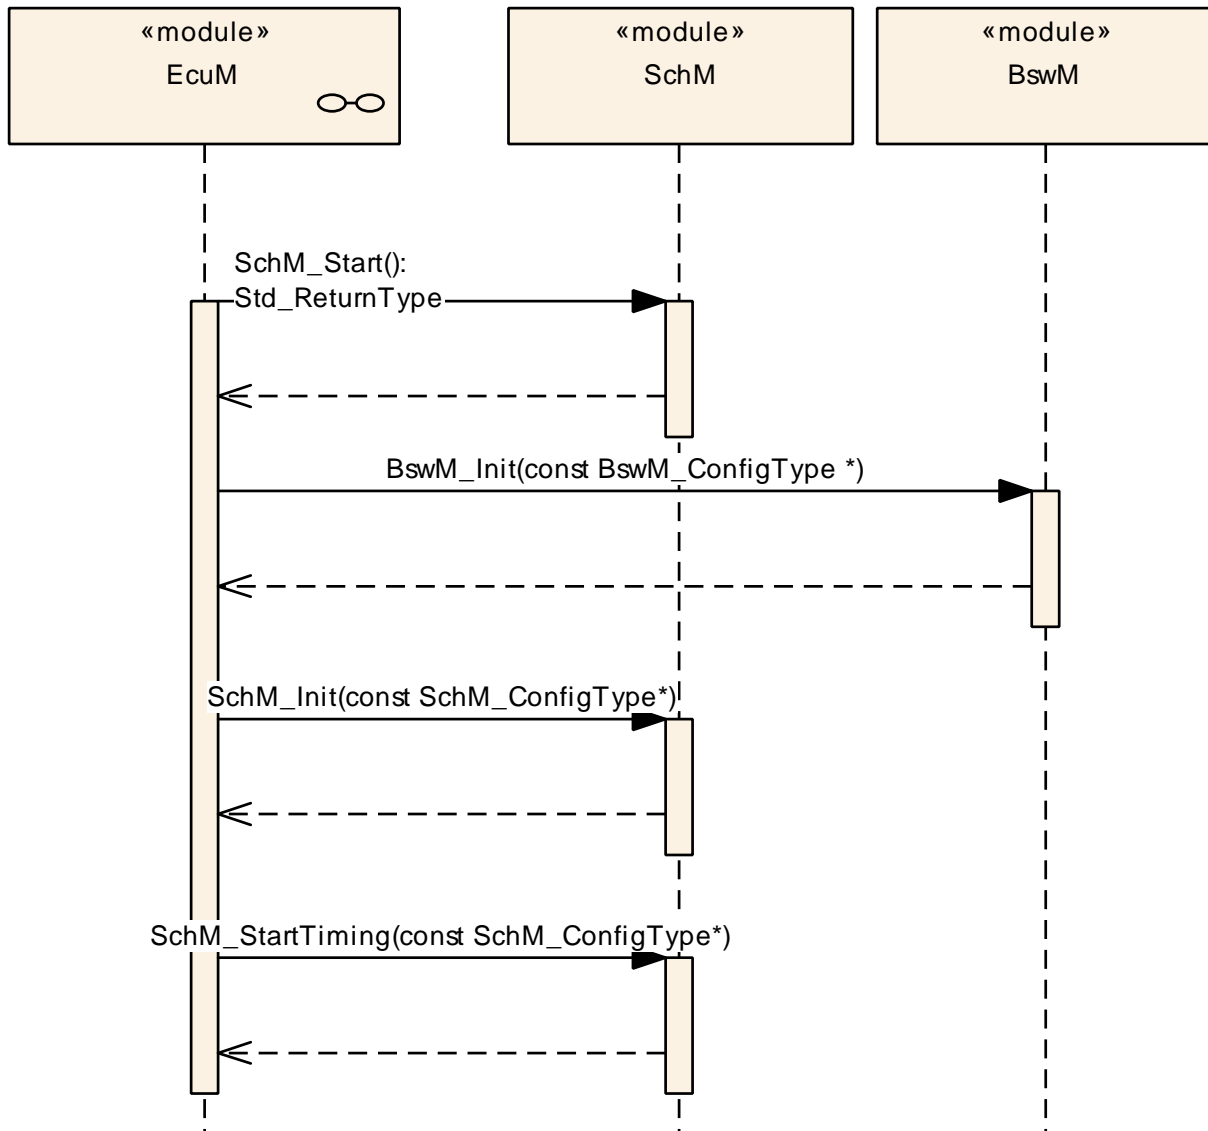 «module»
EcuM
«module»
SchM
«module»
BswM
SchM_Start():
Std_ReturnType
BswM_Init(const BswM_ConfigType *)
SchM_Init(const SchM_ConfigType*)
SchM_StartTiming(const SchM_ConfigType*)